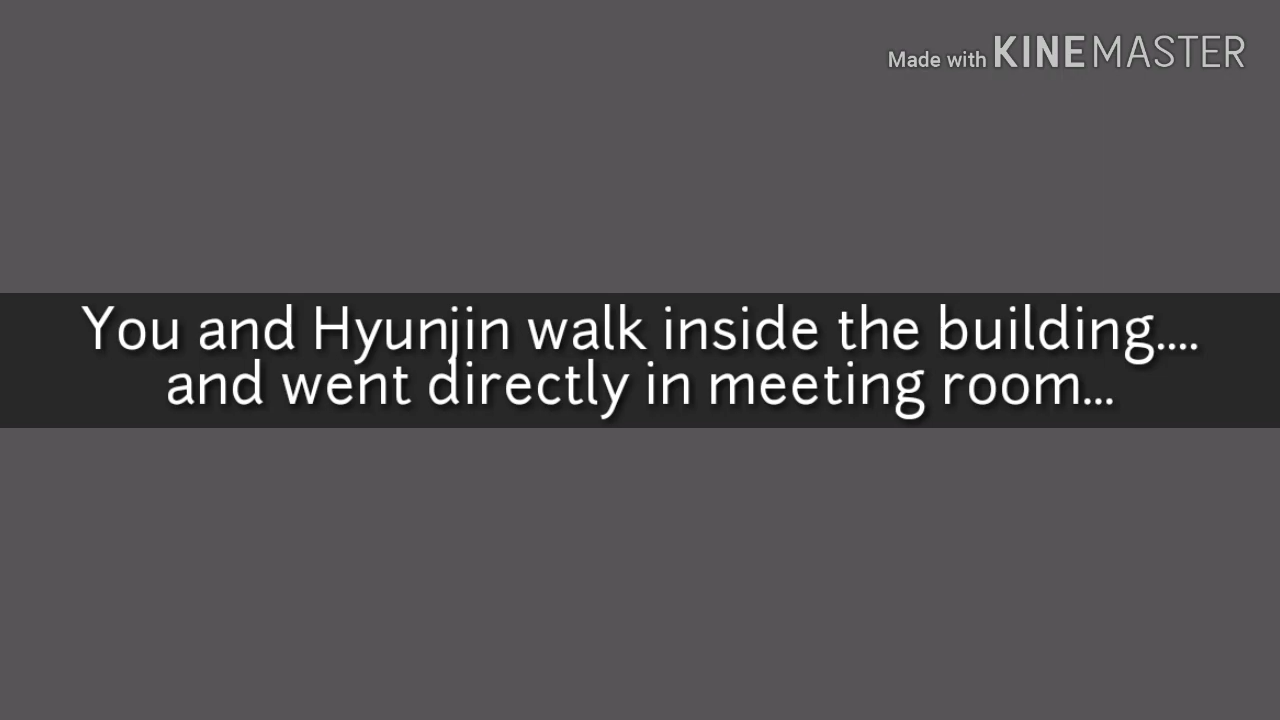 Made with KINEMASTER
You and Hyunjin walk inside the building....
and went directly in meeting room...